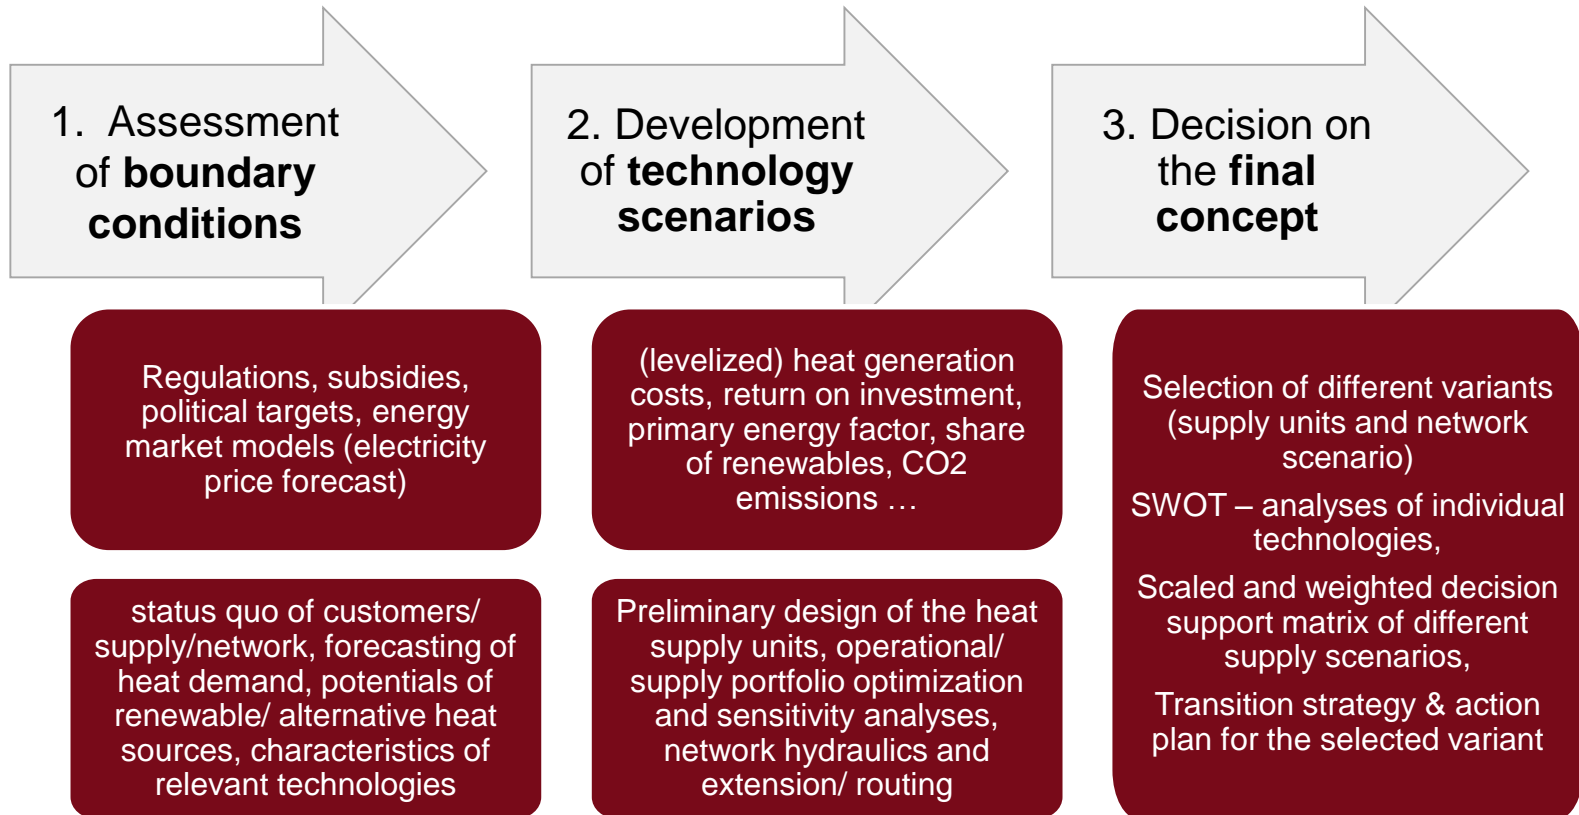 1. Assessment
of boundary
conditions
2. Development
of technology
scenarios
3. Decision on
the final
concept
Regulations, subsidies,
political targets, energy
market models (electricity
price forecast)
status quo of customers/
supply/network, forecasting of
heat demand, potentials of
renewable/ alternative heat
sources, characteristics of
relevant technologies
(levelized) heat generation
costs, return on investment,
primary energy factor, share
of renewables, CO2
emissions …
Preliminary design of the heat
supply units, operational/
supply portfolio optimization
and sensitivity analyses,
network hydraulics and
extension/ routing
Selection of different variants
(supply units and network
scenario)
SWOT – analyses of individual
technologies,
Scaled and weighted decision
support matrix of different
supply scenarios,
Transition strategy & action
plan for the selected variant